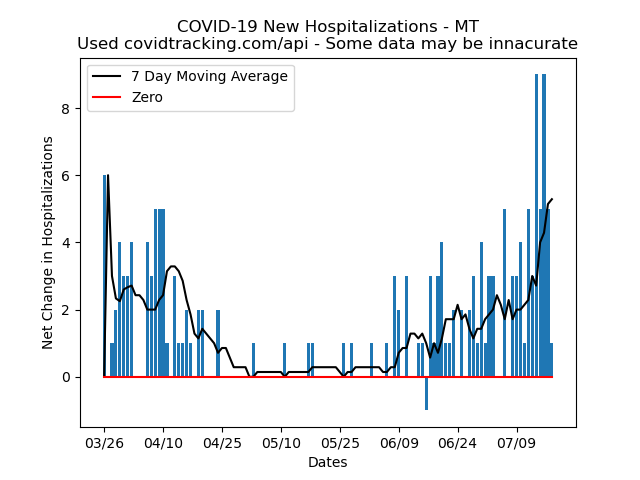 COVID-19 New Hospitalizations - MT
Used covidtracking.com/api - Some data may be innacurate
7 Day Moving Average
Zero
Net Change in Hospitalizations
8
6
4
2
0
03/26 04/10 04/25 05/10 05/25 06/09 06/24 07/09
Dates